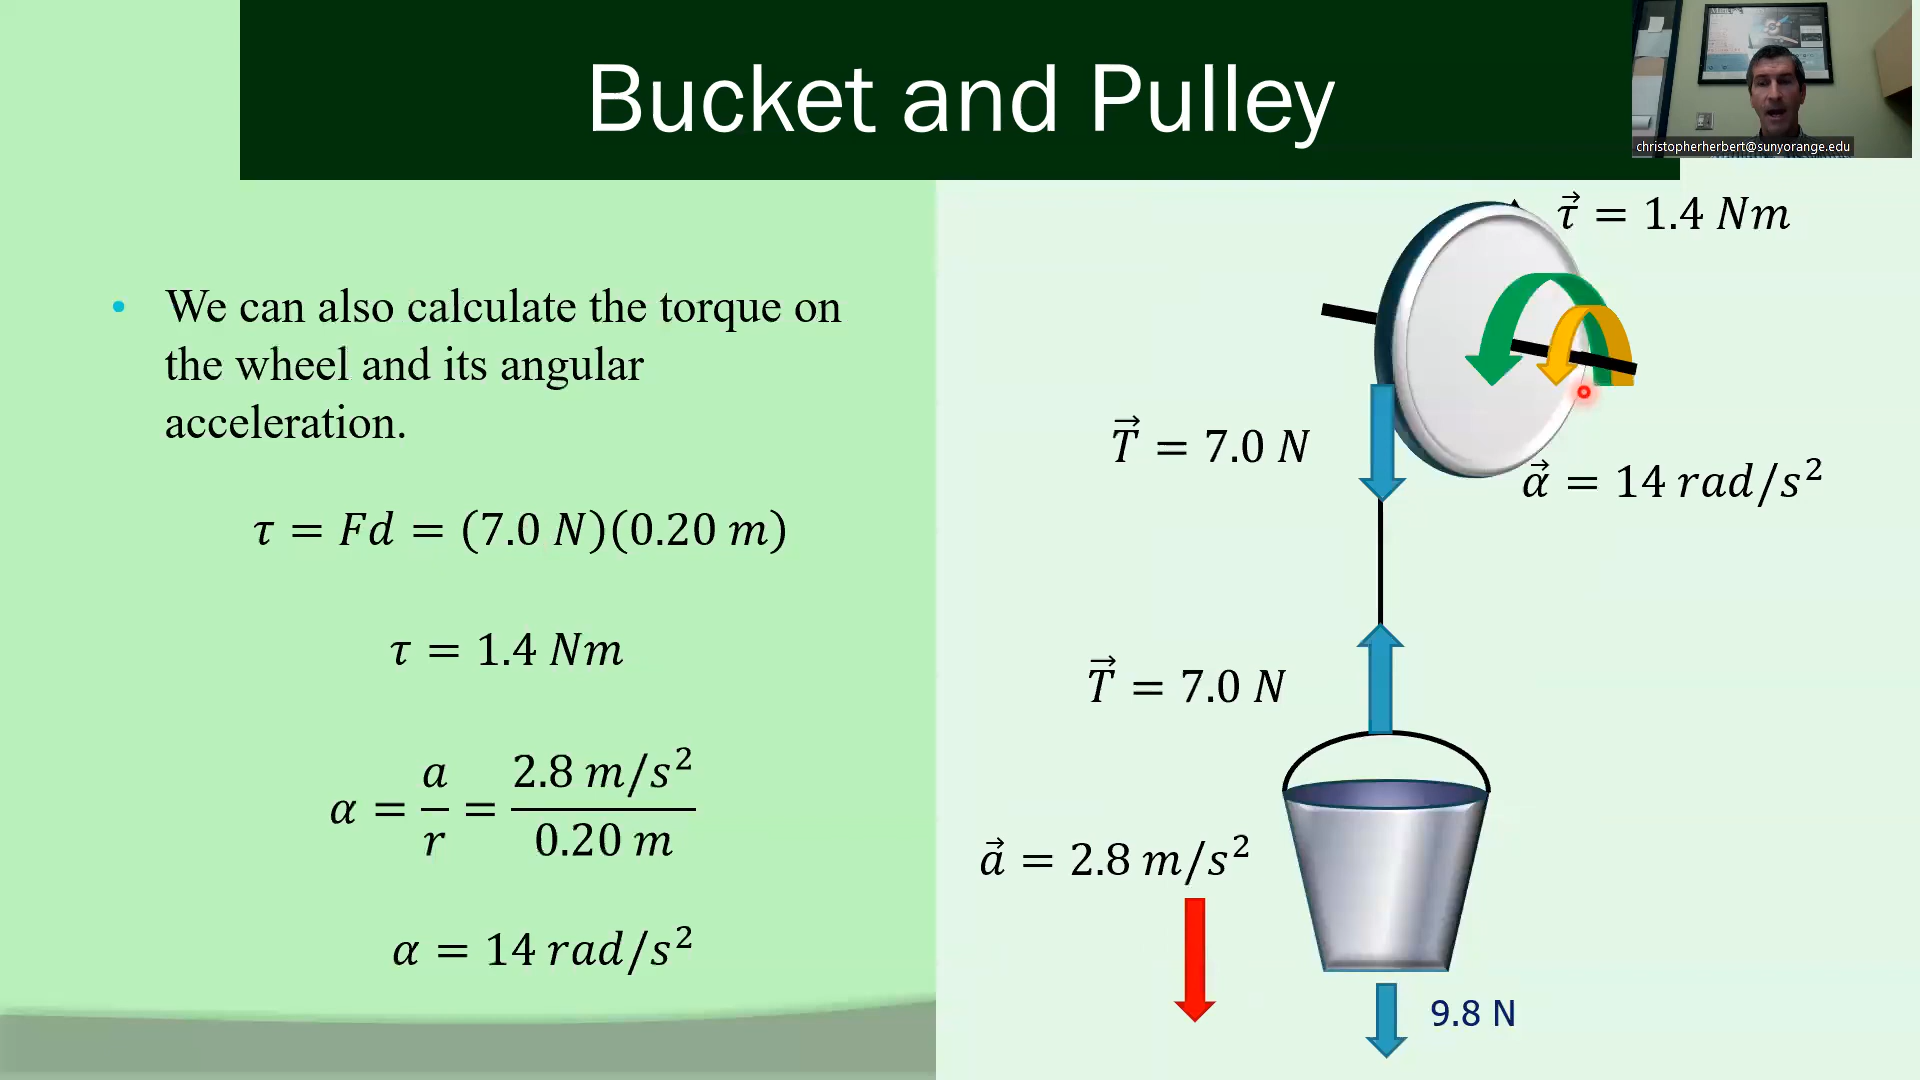 Bucket and Pulley
christopherherbert@sunyorange.edu
• We can also calculate the torque on
the wheel and its angular
acceleration.
τ = Fd = (7.0 N)(0.20 m)
τ = 1.4 Nm
α = a/r = 2.8 m/s² / 0.20 m
α = 14 rad/s²
τ⃗ = 1.4 Nm
T⃗ = 7.0 N
α⃗ = 14 rad/s²
T⃗ = 7.0 N
a⃗ = 2.8 m/s²
9.8 N